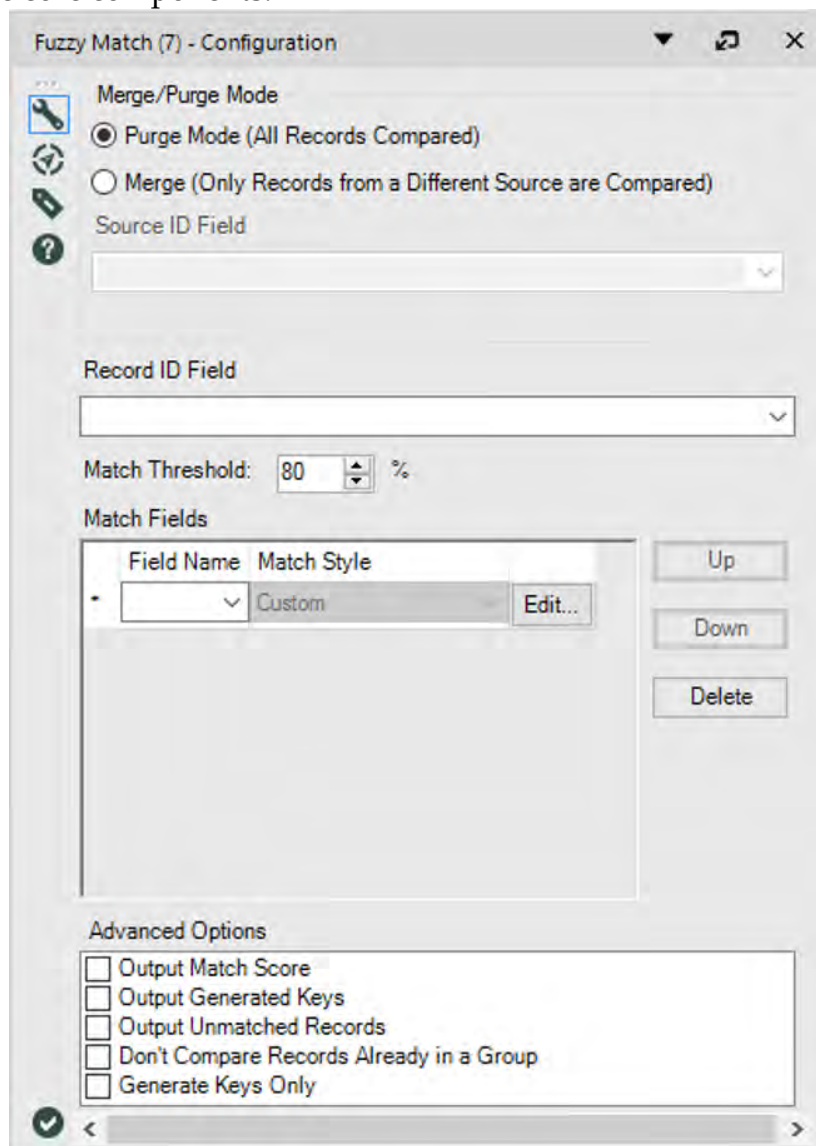 Fuzzy Match (7) - Configuration
Merge/Purge Mode
Purge Mode (All Records Compared)
Merge (Only Records from a Different Source are Compared)
Source ID Field
Record ID Field
Match Threshold: 80 %
Match Fields
Field Name Match Style
Custom Edit...
Up
Down
Delete
Advanced Options
Output Match Score
Output Generated Keys
Output Unmatched Records
Don't Compare Records Already in a Group
Generate Keys Only